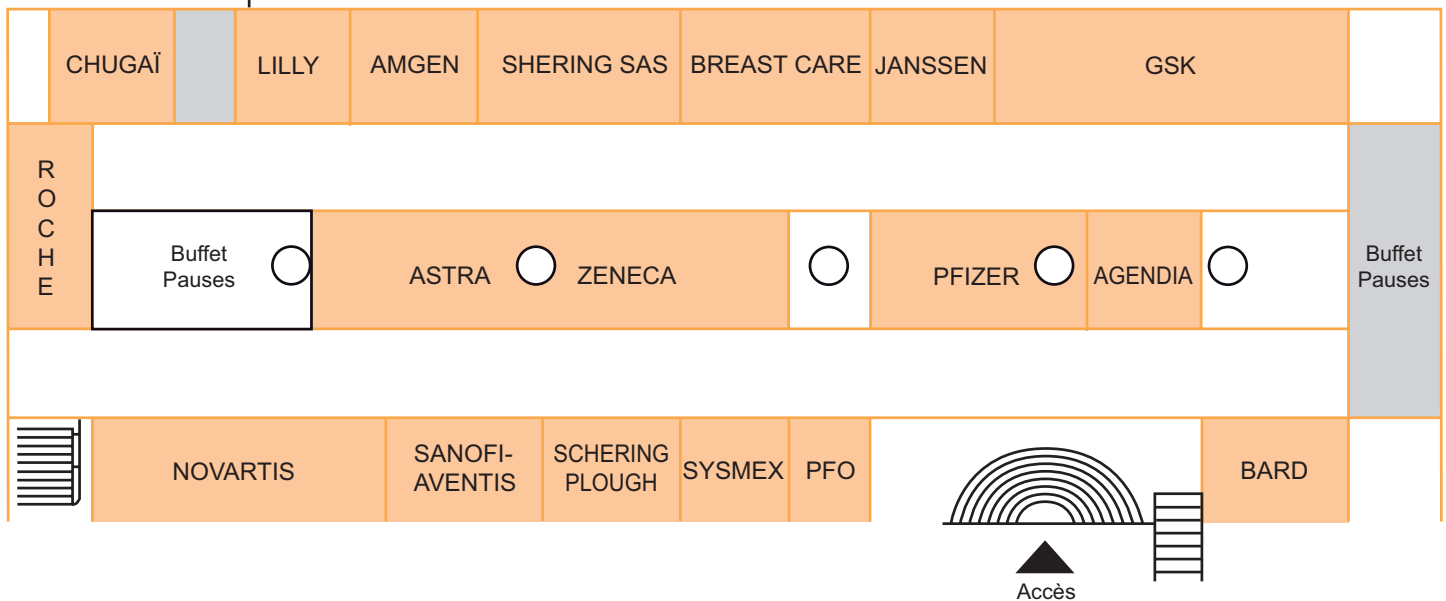 CHUGAÏ
LILLY
AMGEN
SHERING SAS
BREAST CARE
JANSSEN
GSK
R
O
C
H
E
Buffet
Pauses
ASTRA
ZENECA
PFIZER
AGENDIA
Buffet
Pauses
NOVARTIS
SANOFI-
AVENTIS
SCHERING
PLOUGH
SYSMEX
PFO
BARD
Accès